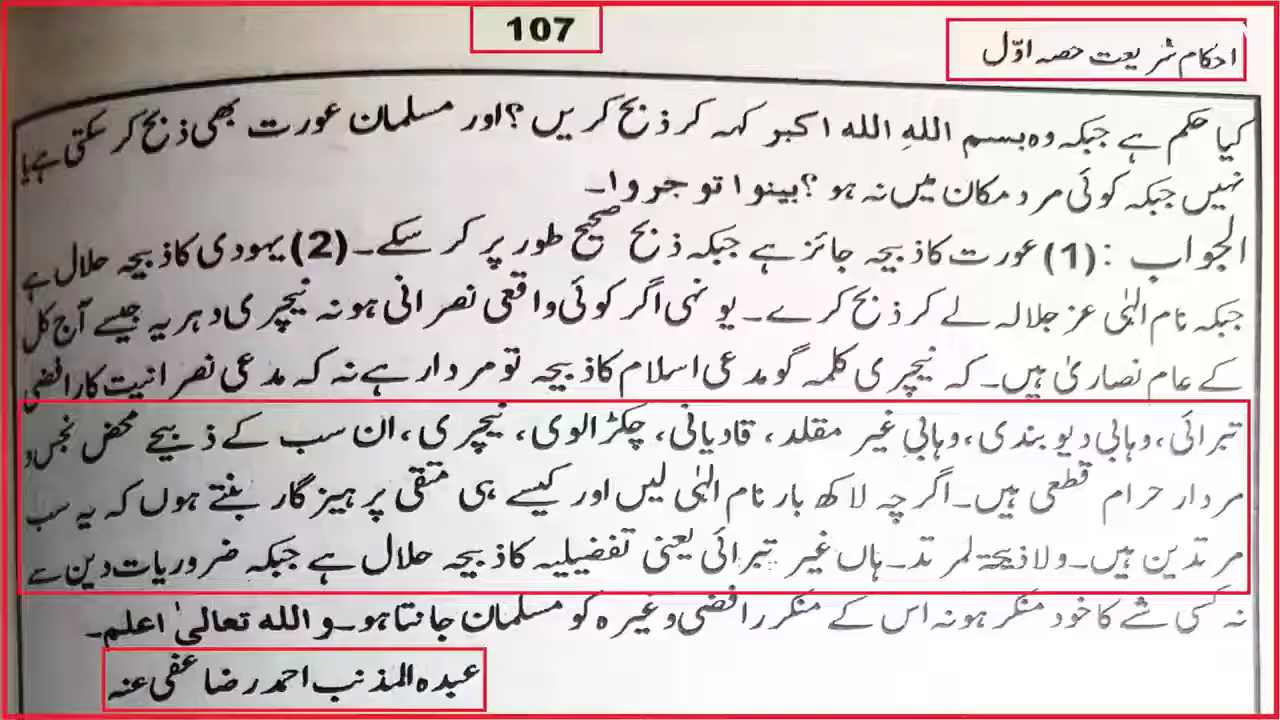 107
احکام شریعت حصہ اوّل
کیا حکم ہے جبکہ وہ بسم اللہِ اللہ اکبر کہہ کر ذبح کریں؟ اور مسلمان عورت بھی ذبح کر سکتی ہے یا
نہیں جبکہ کوئی مرد مکان میں نہ ہو؟ بینوا توجروا۔
الجواب : (1) عورت کا ذبیحہ جائز ہے جبکہ ذبح صحیح طور پر کر سکے۔ (2) یہودی کا ذبیحہ حلال ہے
جبکہ نام الٰہی عز جلالہ لے کر ذبح کرے۔ یونہی اگر کوئی واقعی نصرانی ہو نہ نیچری دہریہ جیسے آج کل
کے عام نصاریٰ ہیں۔ کہ نیچری کلمہ گو مدعی اسلام کا ذبیحہ تو مردار ہے نہ کہ مدعی نصرانیت کا رافضی
تبرائی، وہابی دیوبندی، وہابی غیر مقلد، قادیانی، چکڑالوی، نیچری، ان سب کے ذبیحے محض نجس و
مردار حرام قطعی ہیں۔ اگرچہ لاکھ بار نام الٰہی لیں اور کیسے ہی متقی پرہیزگار بنتے ہوں کہ یہ سب
مرتدین ہیں۔ ولا ذبیحۃ لمرتد۔ ہاں غیر تبرائی یعنی تفضیلیہ کا ذبیحہ حلال ہے جبکہ ضروریات دین سے
نہ کسی شے کا خود منکر ہو نہ اس کے منکر رافضی وغیرہ کو مسلمان جانتا ہو۔ واللہ تعالیٰ اعلم۔
عبدہ المذنب احمد رضا عفی عنہ